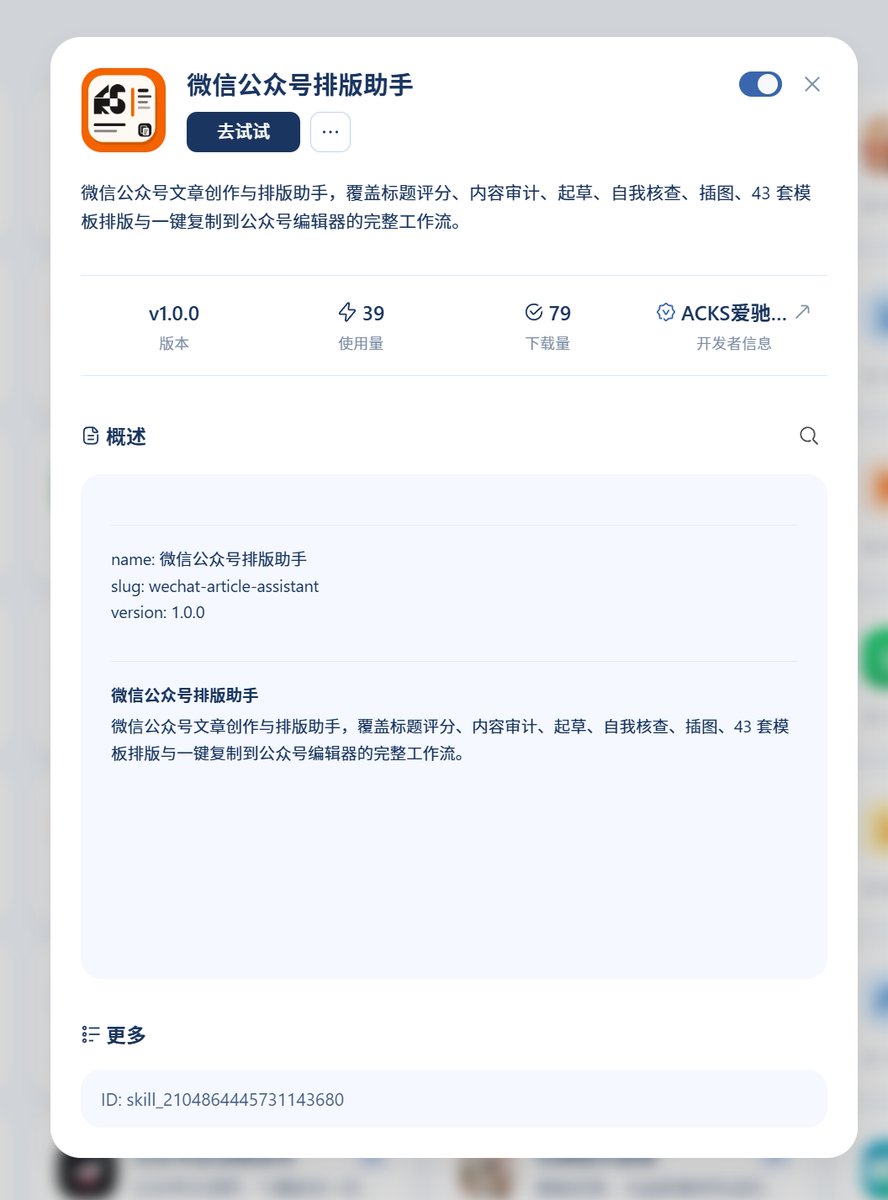 微信公众号排版助手
去试试
...
微信公众号文章创作与排版助手，覆盖标题评分、内容审计、起草、自我核查、插图、43 套模
板排版与一键复制到公众号编辑器的完整工作流。
v1.0.0
版本
39
使用量
79
下载量
ACKS爱驰...
开发者信息
概述
name: 微信公众号排版助手
slug: wechat-article-assistant
version: 1.0.0
微信公众号排版助手
微信公众号文章创作与排版助手，覆盖标题评分、内容审计、起草、自我核查、插图、43 套模
板排版与一键复制到公众号编辑器的完整工作流。
更多
ID: skill_2104864445731143680